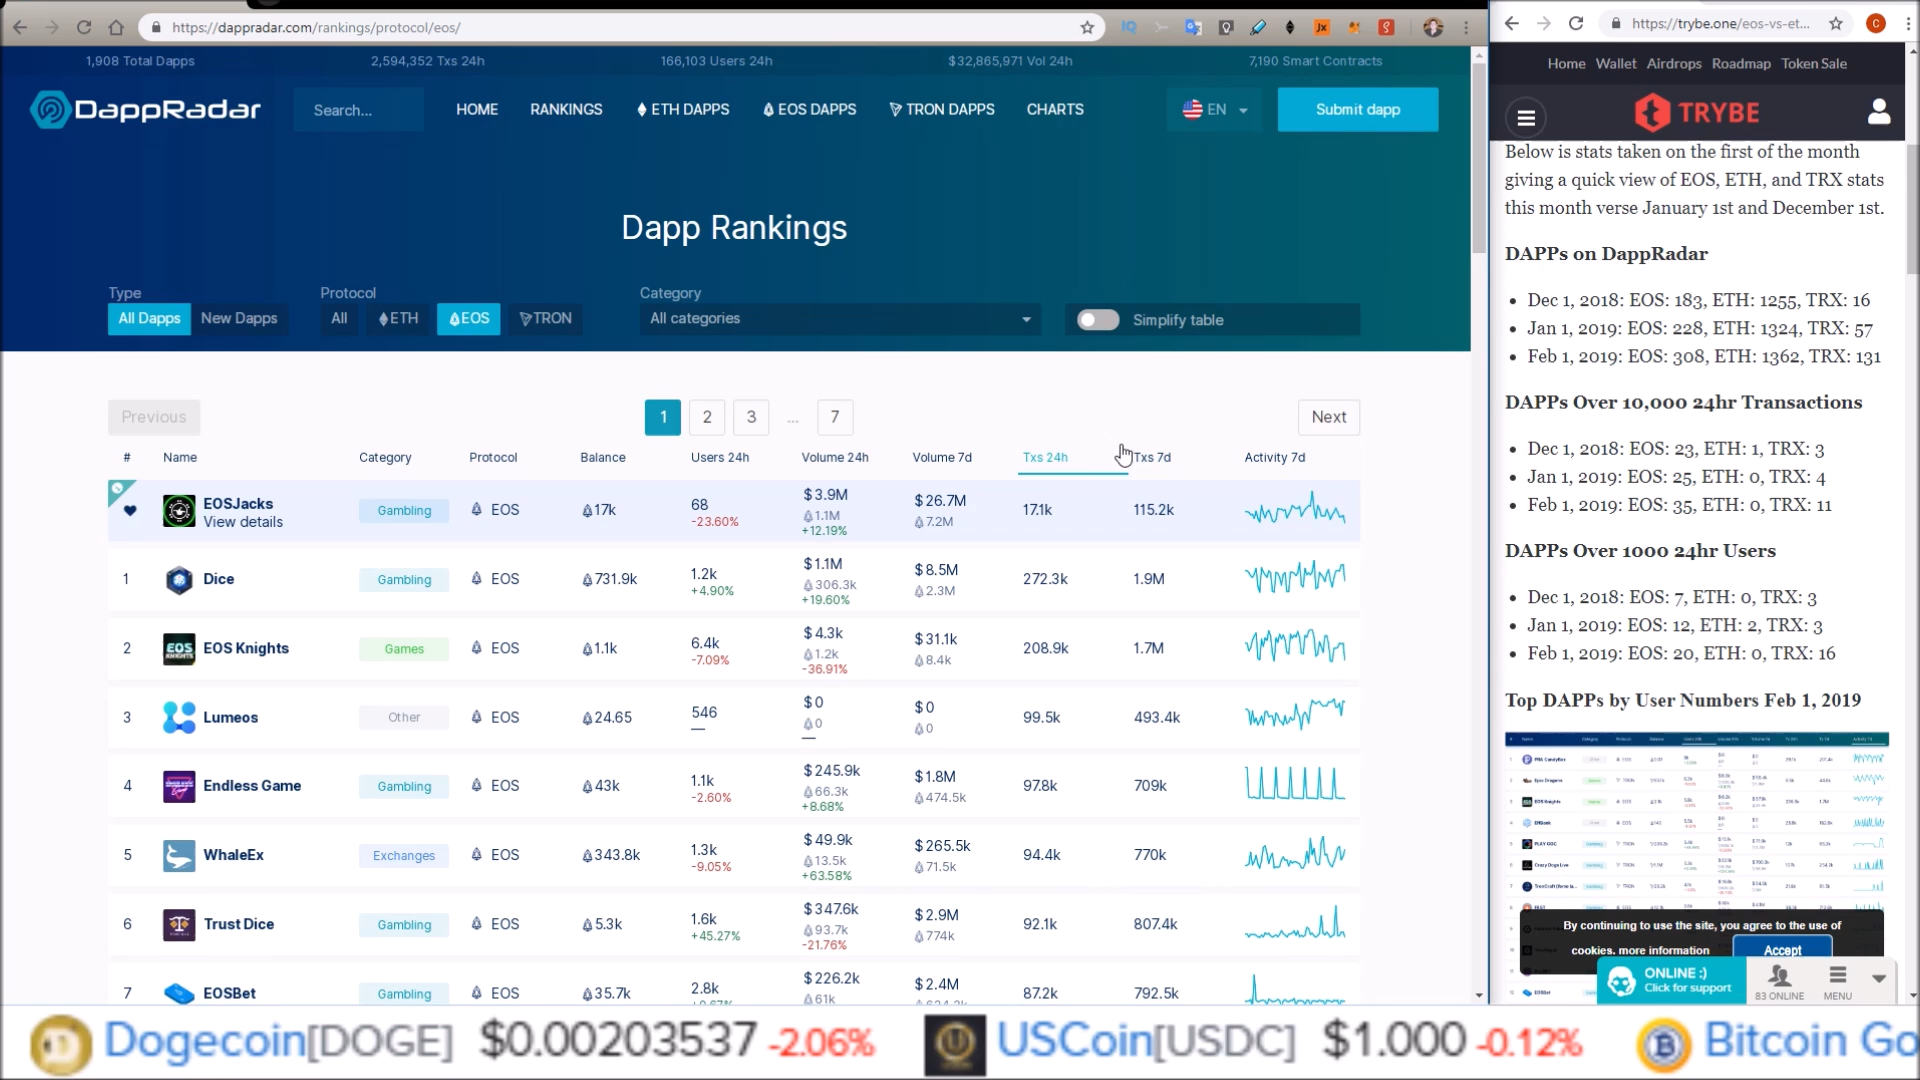 https://dappradar.com/rankings/protocol/eos/
1,908 Total Dapps
2,594,352 Txs 24h
166,103 Users 24h
$32,865,971 Vol 24h
7,190 Smart Contracts
DappRadar
Search...
HOME
RANKINGS
ETH DAPPS
EOS DAPPS
TRON DAPPS
CHARTS
EN
Submit dapp
Dapp Rankings
Type
Protocol
Category
All Dapps
New Dapps
All
ETH
EOS
TRON
All categories
Simplify table
Previous
1
2
3
...
7
Next
# Name Category Protocol Balance Users 24h Volume 24h Volume 7d Txs 24h Txs 7d Activity 7d
EOSJacks Gambling EOS 17k 68 $3.9M $26.7M 17.1k 115.2k
View details -23.60% 1.1M 7.2M
+12.19%
1 Dice Gambling EOS 731.9k 1.2k $1.1M $8.5M 272.3k 1.9M
+4.90% 306.3k 2.3M
+19.60%
2 EOS Knights Games EOS 1.1k 6.4k $4.3k $31.1k 208.9k 1.7M
-7.09% 1.2k 8.4k
-36.91%
3 Lumeos Other EOS 24.65 546 $0 $0 99.5k 493.4k
— 0 0
—
4 Endless Game Gambling EOS 43k 1.1k $245.9k $1.8M 97.8k 709k
-2.60% 66.3k 474.5k
+8.68%
5 WhaleEx Exchanges EOS 343.8k 1.3k $49.9k $265.5k 94.4k 770k
-9.05% 13.5k 71.5k
+63.58%
6 Trust Dice Gambling EOS 5.3k 1.6k $347.6k $2.9M 92.1k 807.4k
+45.27% 93.7k 774k
-21.76%
7 EOSBet Gambling EOS 35.7k 2.8k $226.2k $2.4M 87.2k 792.5k
61k
https://trybe.one/eos-vs-et...
Home Wallet Airdrops Roadmap Token Sale
TRYBE
Below is stats taken on the first of the month
giving a quick view of EOS, ETH, and TRX stats
this month verse January 1st and December 1st.
DAPPs on DappRadar
Dec 1, 2018: EOS: 183, ETH: 1255, TRX: 16
Jan 1, 2019: EOS: 228, ETH: 1324, TRX: 57
Feb 1, 2019: EOS: 308, ETH: 1362, TRX: 131
DAPPs Over 10,000 24hr Transactions
Dec 1, 2018: EOS: 23, ETH: 1, TRX: 3
Jan 1, 2019: EOS: 25, ETH: 0, TRX: 4
Feb 1, 2019: EOS: 35, ETH: 0, TRX: 11
DAPPs Over 1000 24hr Users
Dec 1, 2018: EOS: 7, ETH: 0, TRX: 3
Jan 1, 2019: EOS: 12, ETH: 2, TRX: 3
Feb 1, 2019: EOS: 20, ETH: 0, TRX: 16
Top DAPPs by User Numbers Feb 1, 2019
By continuing to use the site, you agree to the use of
cookies. more information
Accept
ONLINE :)
Click for support
83 ONLINE
MENU
Dogecoin[DOGE] $0.00203537 -2.06%
USCoin[USDC] $1.000 -0.12%
Bitcoin Go